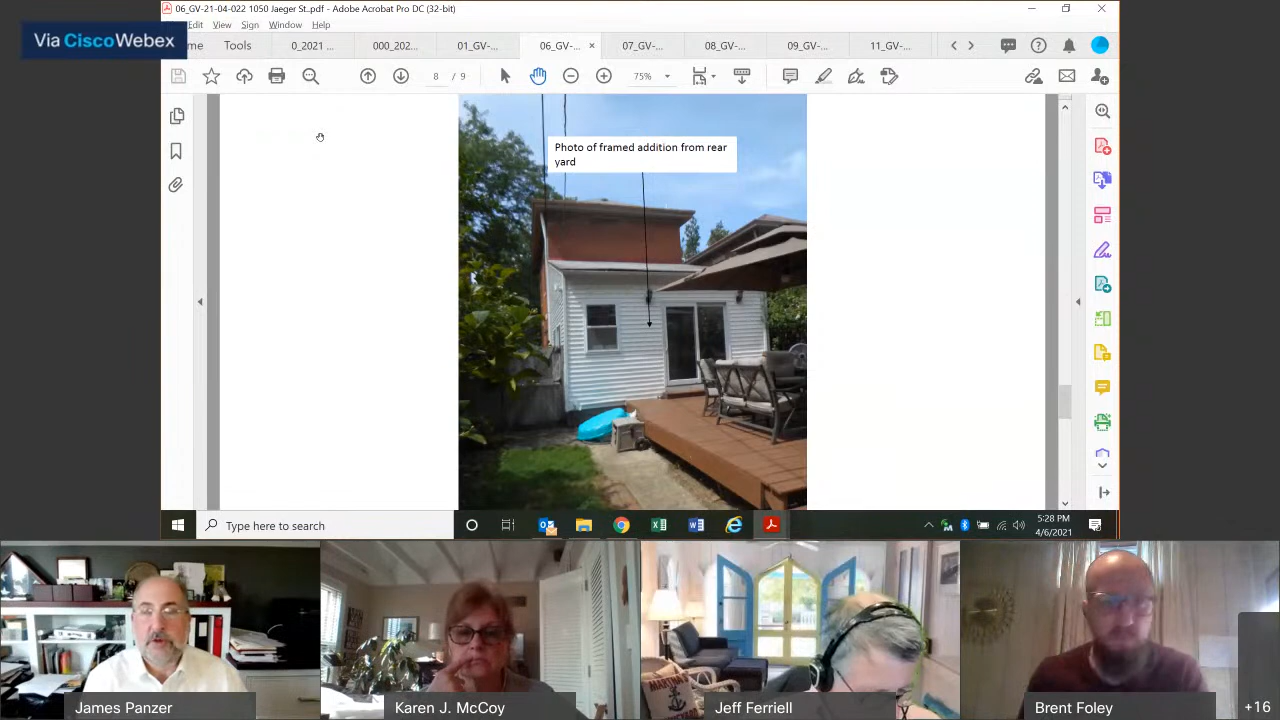 06_GV-21-04-022 1050 Jaeger St..pdf - Adobe Acrobat Pro DC (32-bit)
Via CiscoWebex
Edit View Sign Window Help
Tools
0_2021 ...
000_202...
01_GV-...
06_GV-...
07_GV-...
08_GV-...
09_GV-...
11_GV-...
8 / 9
75%
Photo of framed addition from rear
yard
Type here to search
5:28 PM
4/6/2021
James Panzer
Karen J. McCoy
Jeff Ferriell
Brent Foley
+16